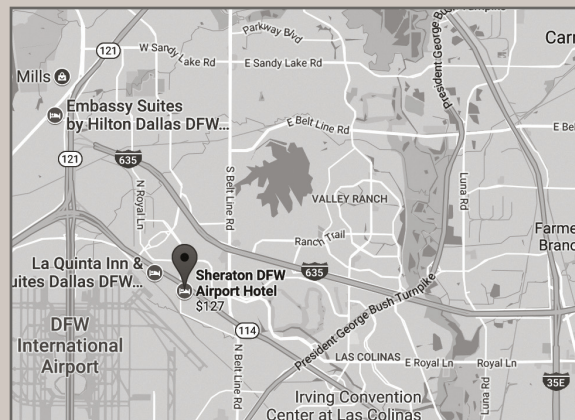 Parkway Blvd
President George Bush Turnpike
121
W Sandy Lake Rd
E Sandy Lake Rd
Carr
Mills
Embassy Suites
by Hilton Dallas DFW...
E Belt Line Rd
E Be
121
635
N Royal Ln
S Belt Line Rd
VALLEY RANCH
Luna Rd
Ranch Trail
Farme
Branc
La Quinta Inn &
uites Dallas DFW...
Sheraton DFW
Airport Hotel
$127
635
President George Bush Turnpike
DFW
International
Airport
114
N Belt Line Rd
LAS COLINAS
E Royal Ln
Royal Ln
35E
Luna Rd
Irving Convention
Center at Las Colinas